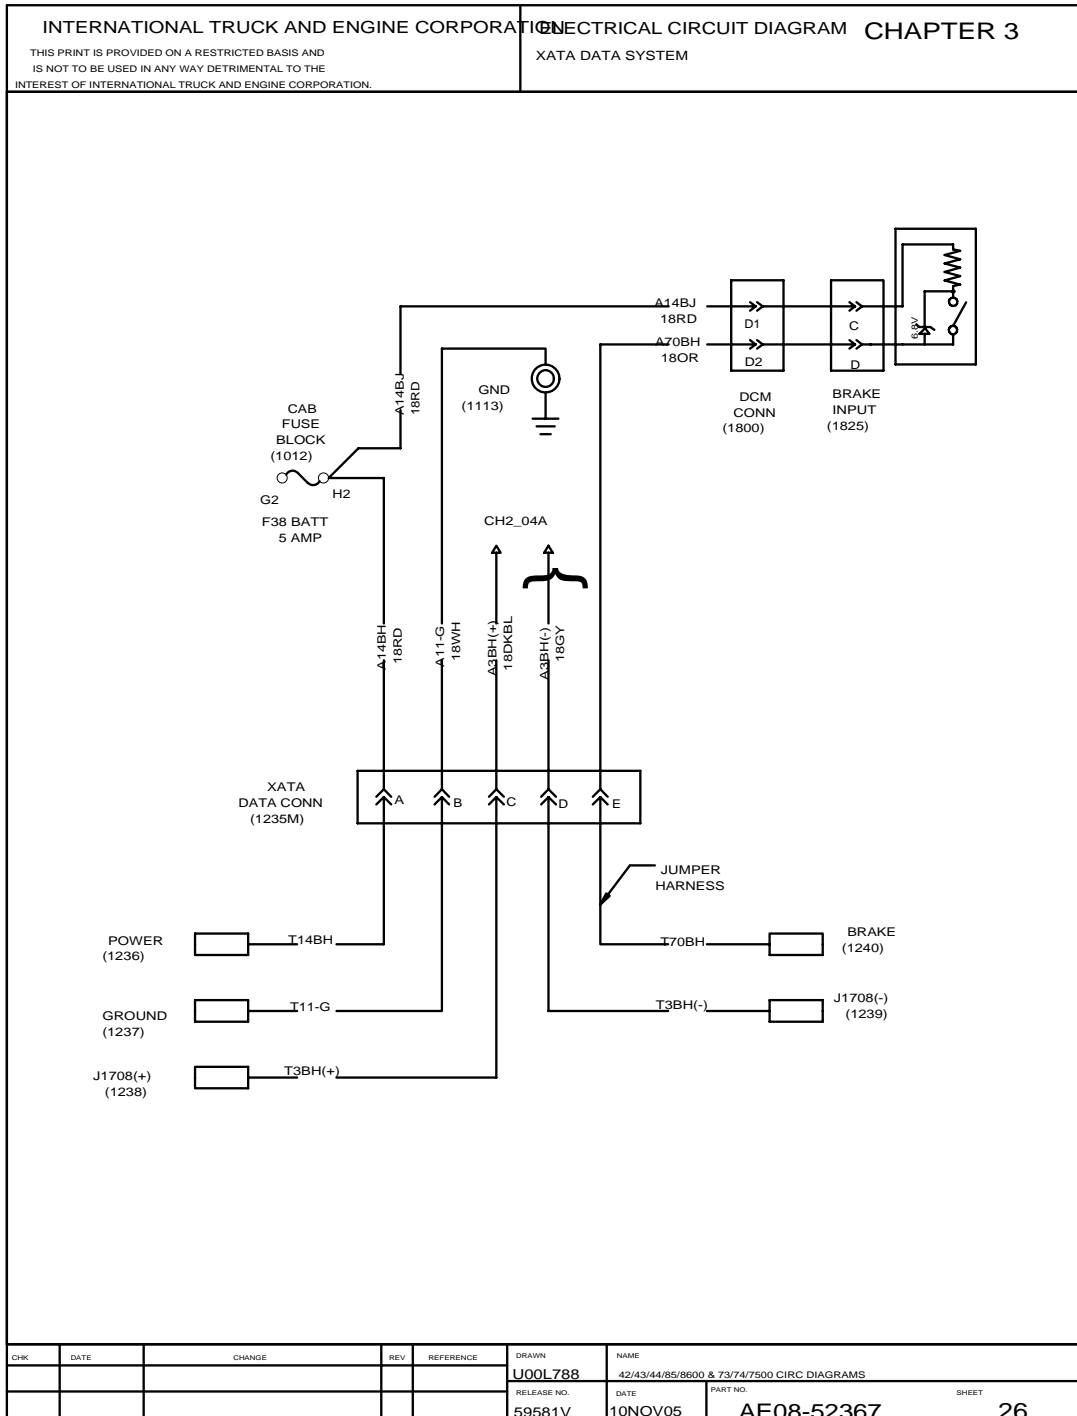 INTERNATIONAL TRUCK AND ENGINE CORPORATION
THIS PRINT IS PROVIDED ON A RESTRICTED BASIS AND
IS NOT TO BE USED IN ANY WAY DETRIMENTAL TO THE
INTEREST OF INTERNATIONAL TRUCK AND ENGINE CORPORATION.
ELECTRICAL CIRCUIT DIAGRAM
CHAPTER 3
XATA DATA SYSTEM
A14BJ
18RD
A70BH
18OR
D1
D2
C
D
6.8V
DCM
CONN
(1800)
BRAKE
INPUT
(1825)
A14BJ
18RD
GND
(1113)
CAB
FUSE
BLOCK
(1012)
G2
H2
F38 BATT
5 AMP
CH2_04A
A14BH
18RD
A11-G
18WH
A3BH(+)
18DKBL
A3BH(-)
18GY
XATA
DATA CONN
(1235M)
A
B
C
D
E
JUMPER
HARNESS
POWER
(1236)
T14BH
T70BH
BRAKE
(1240)
GROUND
(1237)
T11-G
T3BH(-)
J1708(-)
(1239)
J1708(+)
(1238)
T3BH(+)
CHK
DATE
CHANGE
REV
REFERENCE
DRAWN
U00L788
NAME
42/43/44/85/8600 & 73/74/7500 CIRC DIAGRAMS
RELEASE NO.
59581V
DATE
10NOV05
PART NO.
AE08-52367
SHEET
26